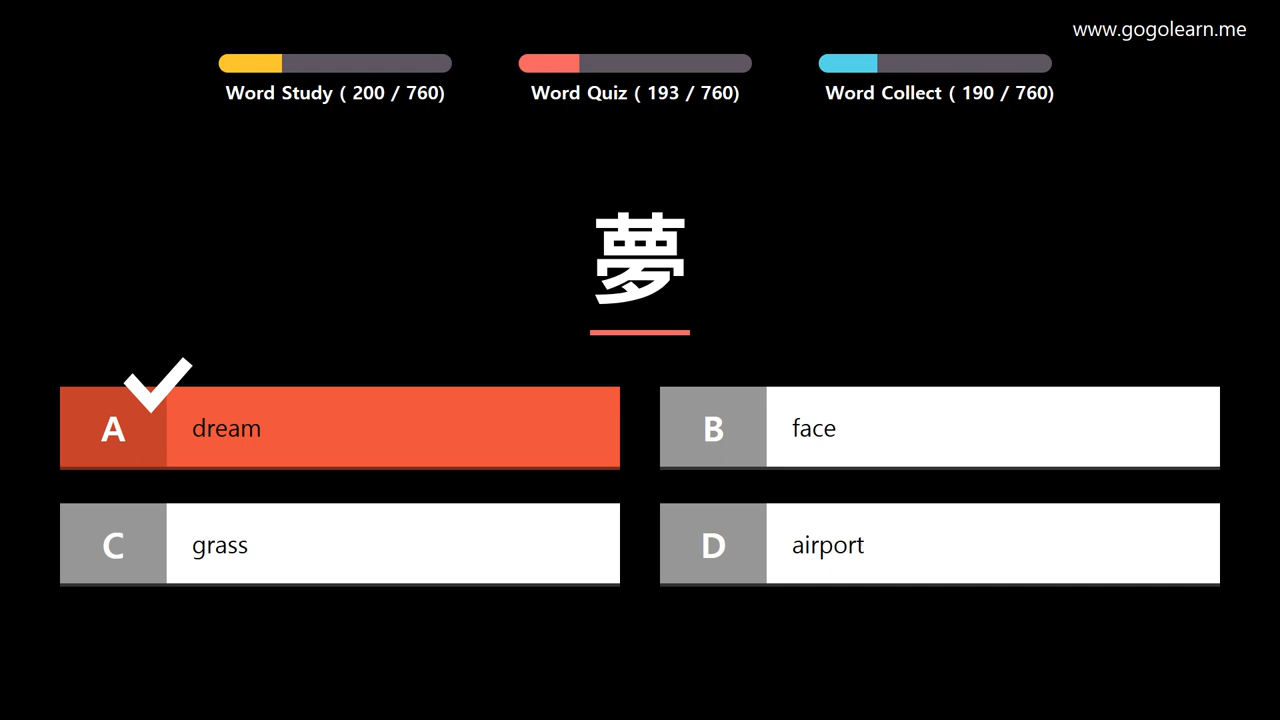 www.gogolearn.me
Word Study ( 200 / 760)
Word Quiz ( 193 / 760)
Word Collect ( 190 / 760)
夢
A dream
B face
C grass
D airport